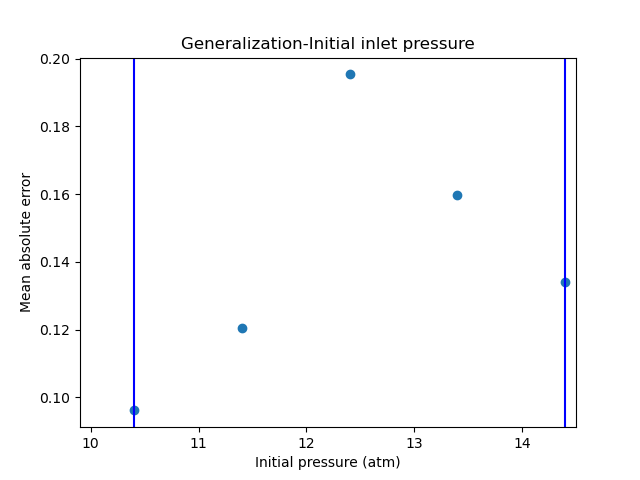 Generalization-Initial inlet pressure
Mean absolute error
0.20
0.18
0.16
0.14
0.12
0.10
10 11 12 13 14
Initial pressure (atm)